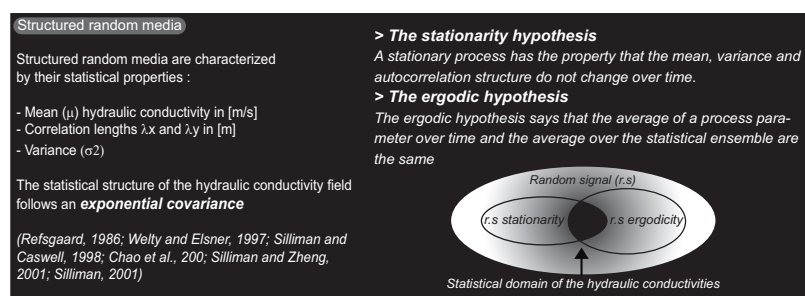 Structured random media
Structured random media are characterized
by their statistical properties :
- Mean (μ) hydraulic conductivity in [m/s]
- Correlation lengths λx and λy in [m]
- Variance (σ2)
The statistical structure of the hydraulic conductivity field
follows an exponential covariance
(Refsgaard, 1986; Welty and Elsner, 1997; Silliman and
Caswell, 1998; Chao et al., 200; Silliman and Zheng,
2001; Silliman, 2001)
> The stationarity hypothesis
A stationary process has the property that the mean, variance and
autocorrelation structure do not change over time.
> The ergodic hypothesis
The ergodic hypothesis says that the average of a process para-
meter over time and the average over the statistical ensemble are
the same
Random signal (r.s)
r.s stationarity
r.s ergodicity
Statistical domain of the hydraulic conductivities